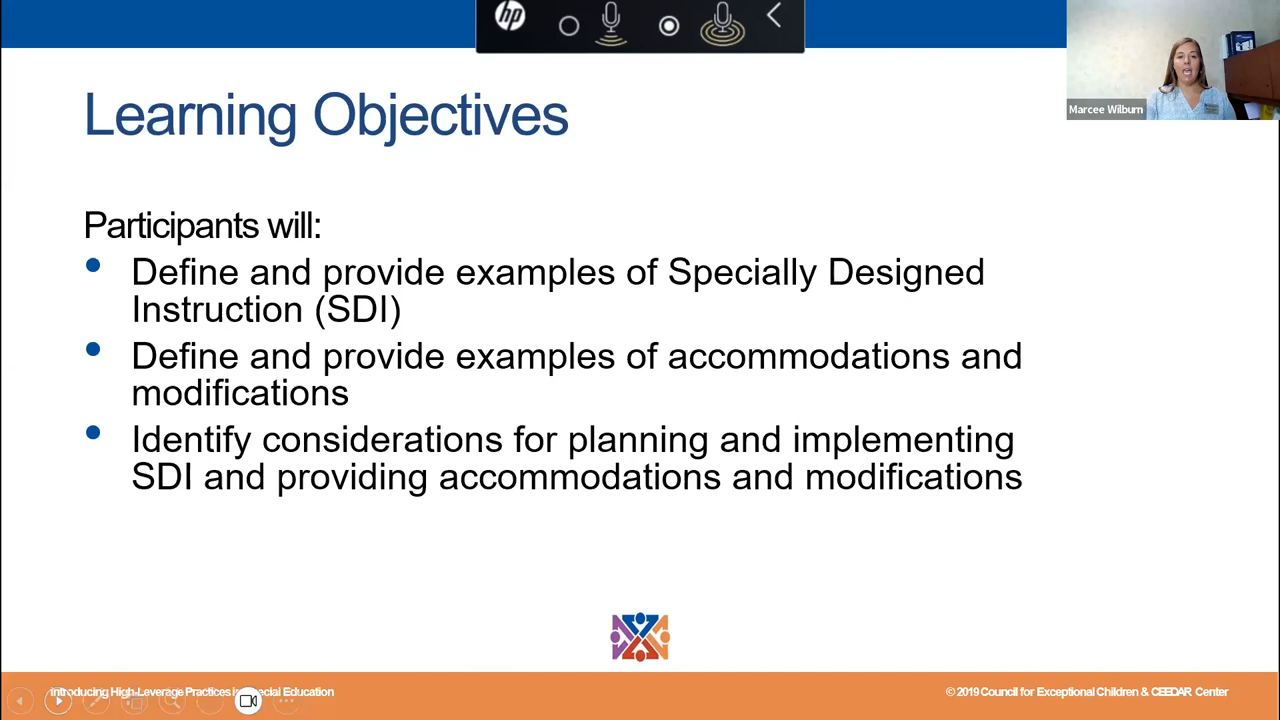 hp
Marcee Wilburn
Learning Objectives
Participants will:
• Define and provide examples of Specially Designed
Instruction (SDI)
• Define and provide examples of accommodations and
modifications
• Identify considerations for planning and implementing
SDI and providing accommodations and modifications
Introducing High-Leverage Practices in Special Education
© 2019 Council for Exceptional Children & CEEDAR Center